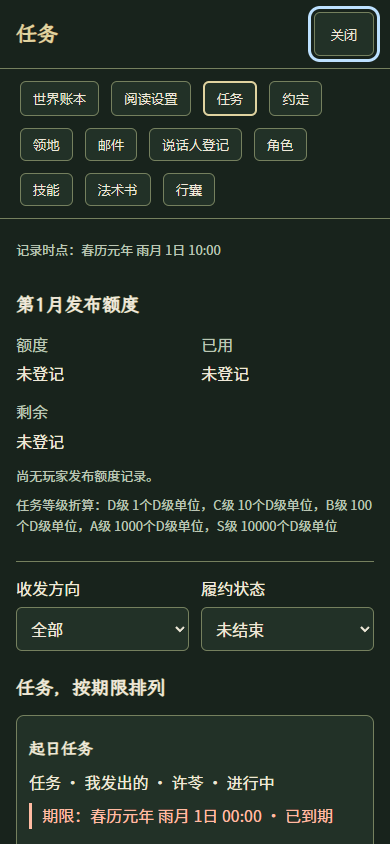 任务
关闭
世界账本 阅读设置 任务 约定
领地 邮件 说话人登记 角色
技能 法术书 行囊
记录时点：春历元年 雨月 1日 10:00
第1月发布额度
额度 已用
未登记 未登记
剩余
未登记
尚无玩家发布额度记录。
任务等级折算：D级 1个D级单位，C级 10个D级单位，B级 100
个D级单位，A级 1000个D级单位，S级 10000个D级单位
收发方向 履约状态
全部 未结束
任务，按期限排列
起日任务
任务 · 我发出的 · 许苓 · 进行中
期限：春历元年 雨月 1日 00:00 · 已到期